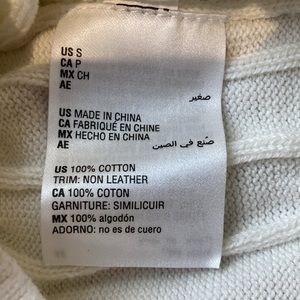 US S
CA P
MX CH
AE صغير
US MADE IN CHINA
CA FABRIQUÉ EN CHINE
MX HECHO EN CHINA
AE صنع في الصين
US 100% COTTON
TRIM: NON LEATHER
CA 100% COTON
GARNITURE: SIMILICUIR
MX 100% algodón
ADORNO: no es de cuero